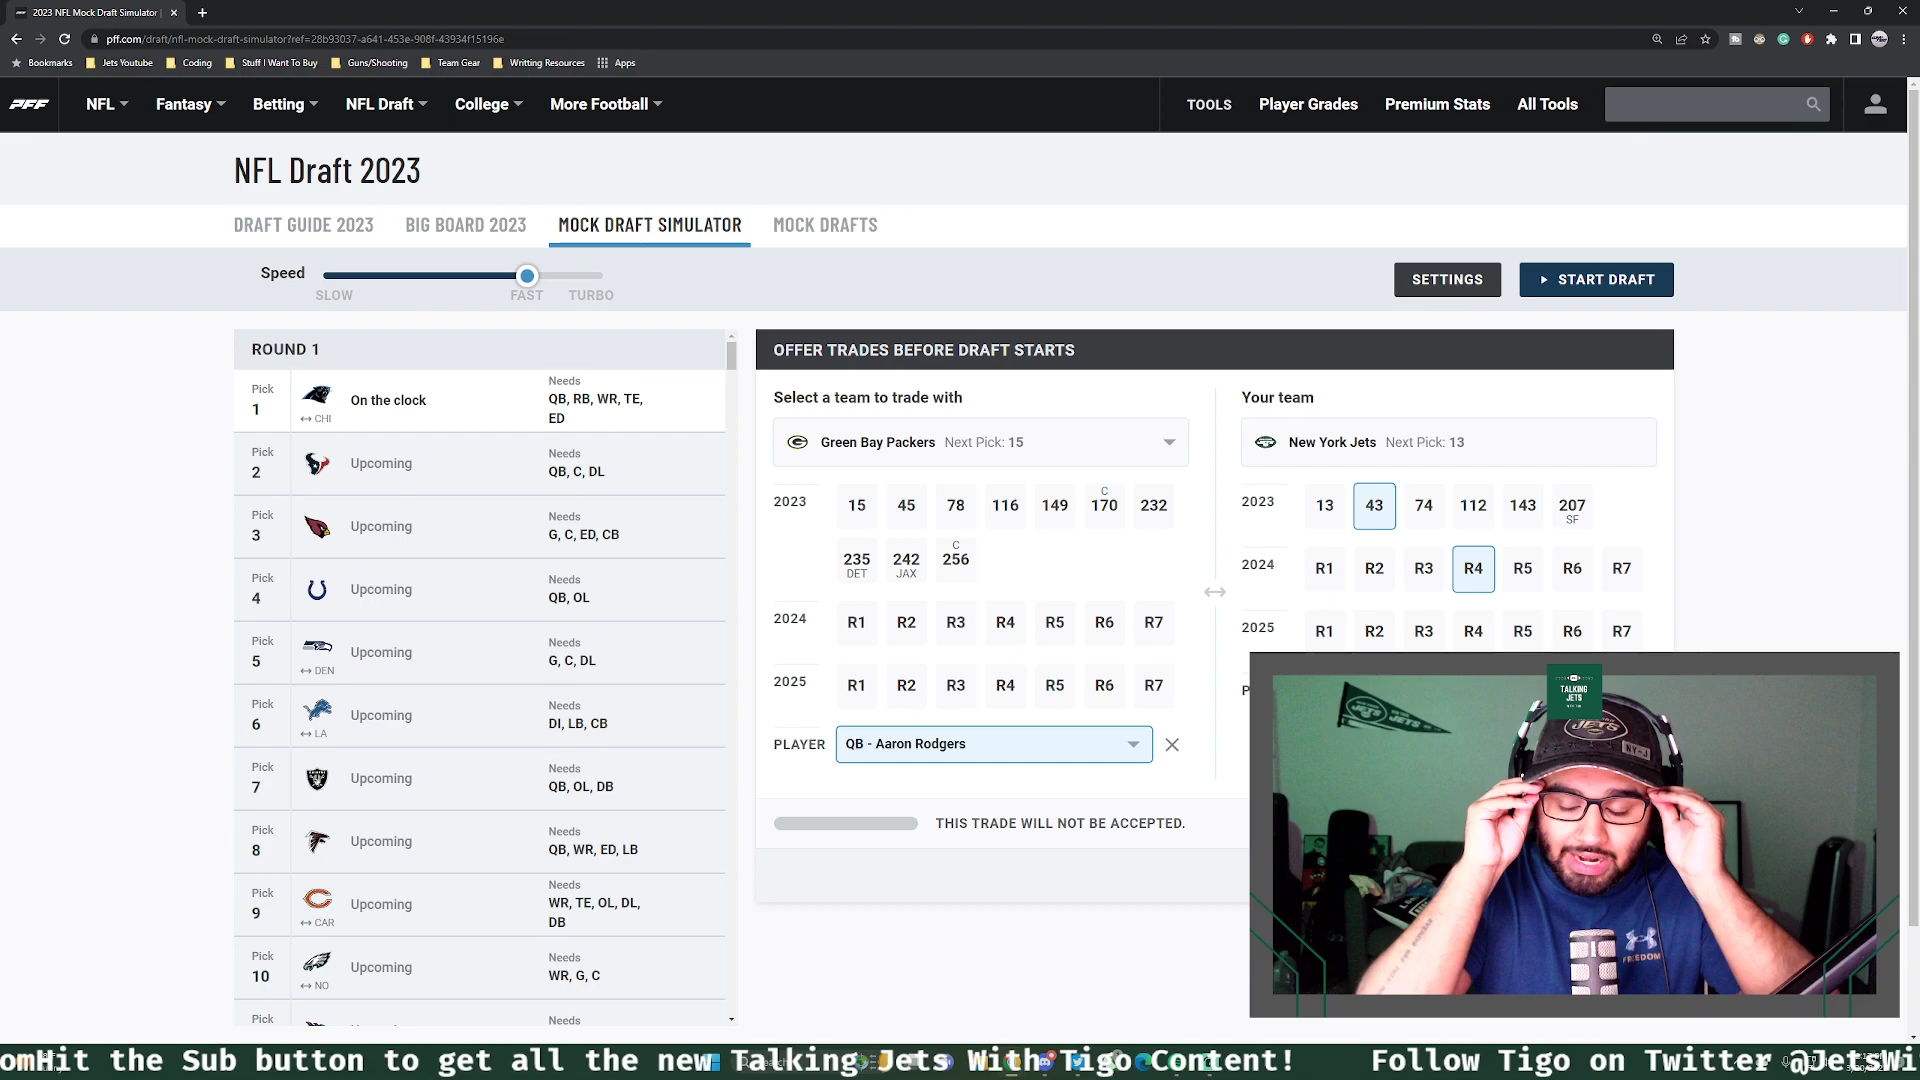 2023 NFL Mock Draft Simulator |
pff.com/draft/nfl-mock-draft-simulator?ref=28b93037-a641-453e-908f-43934f15196e
Bookmarks Jets Youtube Coding Stuff I Want To Buy Guns/Shooting Team Gear Writting Resources Apps
PFF NFL Fantasy Betting NFL Draft College More Football TOOLS Player Grades Premium Stats All Tools
NFL Draft 2023
DRAFT GUIDE 2023 BIG BOARD 2023 MOCK DRAFT SIMULATOR MOCK DRAFTS
Speed
SLOW FAST TURBO
SETTINGS START DRAFT
ROUND 1
Pick 1 CHI On the clock Needs QB, RB, WR, TE, ED
Pick 2 Upcoming Needs QB, C, DL
Pick 3 Upcoming Needs G, C, ED, CB
Pick 4 Upcoming Needs QB, OL
Pick 5 DEN Upcoming Needs G, C, DL
Pick 6 LA Upcoming Needs DI, LB, CB
Pick 7 Upcoming Needs QB, OL, DB
Pick 8 Upcoming Needs QB, WR, ED, LB
Pick 9 CAR Upcoming Needs WR, TE, OL, DL, DB
Pick 10 NO Upcoming Needs WR, G, C
Pick Needs
OFFER TRADES BEFORE DRAFT STARTS
Select a team to trade with
Green Bay Packers Next Pick: 15
2023 15 45 78 116 149 C 170 232
235 DET 242 JAX C 256
2024 R1 R2 R3 R4 R5 R6 R7
2025 R1 R2 R3 R4 R5 R6 R7
PLAYER QB - Aaron Rodgers
THIS TRADE WILL NOT BE ACCEPTED.
Your team
New York Jets Next Pick: 13
2023 13 43 74 112 143 207 SF
2024 R1 R2 R3 R4 R5 R6 R7
2025 R1 R2 R3 R4 R5 R6 R7
P
TALKING
JETS
JETS
NY-J
FREEDOM
omHit the Sub button to get all the new Talking Jets With Tigo Content! Follow Tigo on Twitter @JetsWi